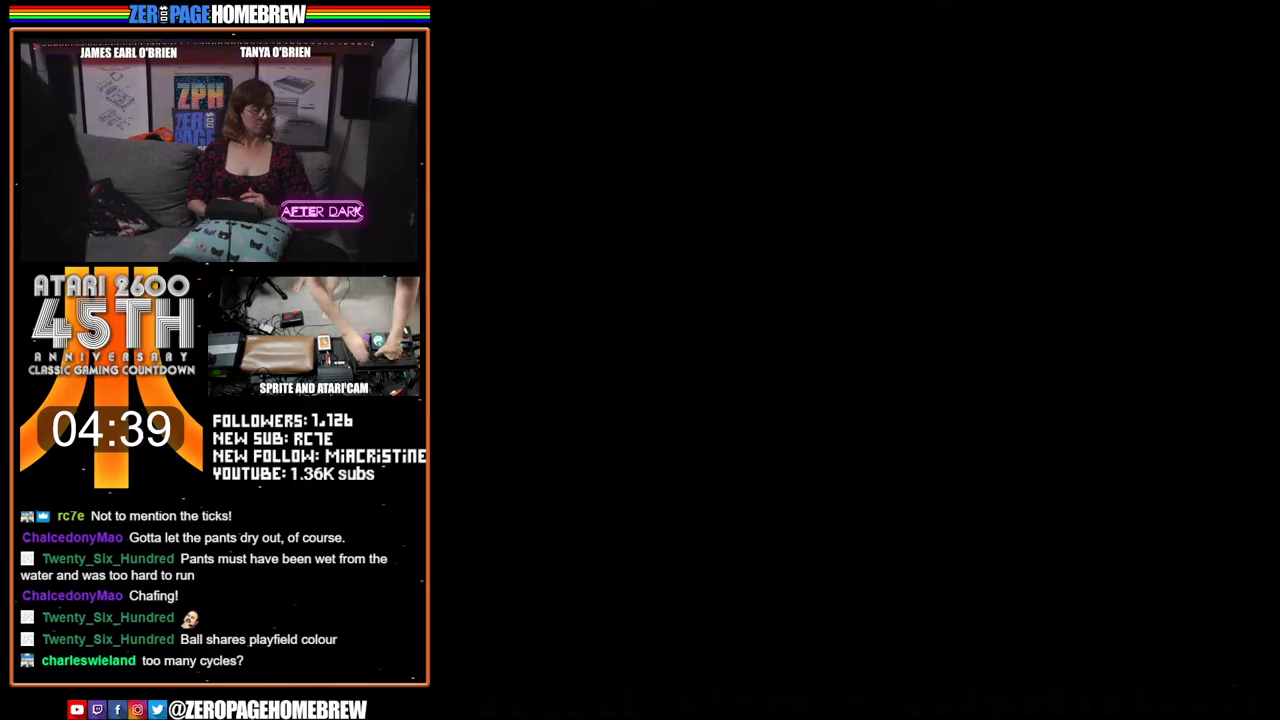 ZEROPAGEHOMEBREW
JAMES EARL O'BRIEN
TANYA O'BRIEN
ZPH
ZERO
PAGE
AFTER DARK
ATARI 2600
45TH
ANNIVERSARY
CLASSIC GAMING COUNTDOWN
04:39
SPRITE AND ATARI CAM
FOLLOWERS: 1,126
NEW SUB: RC7E
NEW FOLLOW: MIACRISTINE
YOUTUBE: 1.36K subs
rc7e Not to mention the ticks!
ChalcedonyMao Gotta let the pants dry out, of course.
Twenty_Six_Hundred Pants must have been wet from the
water and was too hard to run
ChalcedonyMao Chafing!
Twenty_Six_Hundred
Twenty_Six_Hundred Ball shares playfield colour
charleswieland too many cycles?
@ZEROPAGEHOMEBREW